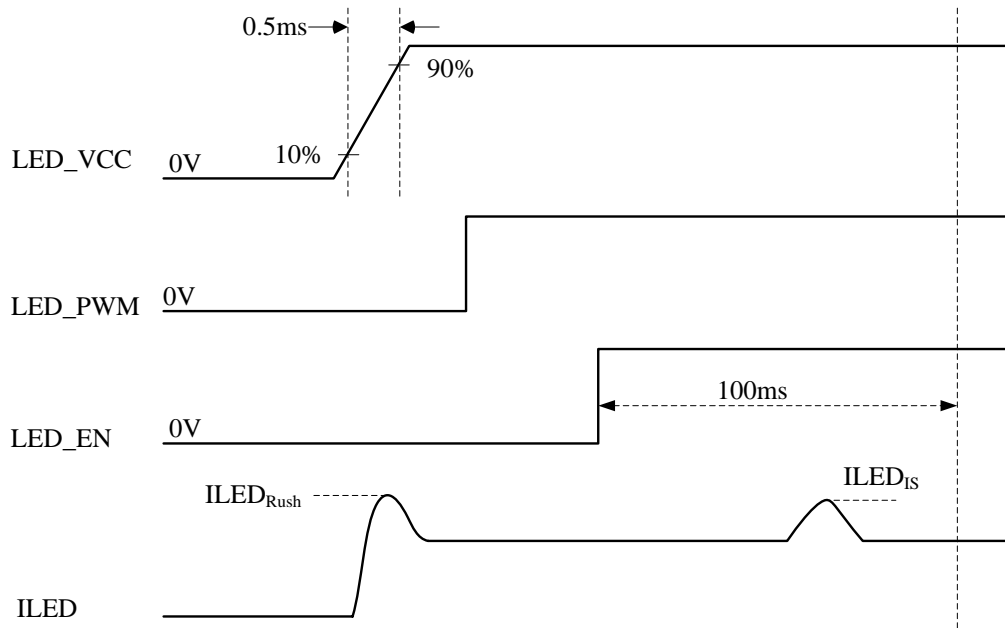 0.5ms
90%
10%
LED_VCC
0V
LED_PWM
0V
100ms
LED_EN
0V
ILED_Rush
ILED_IS
ILED